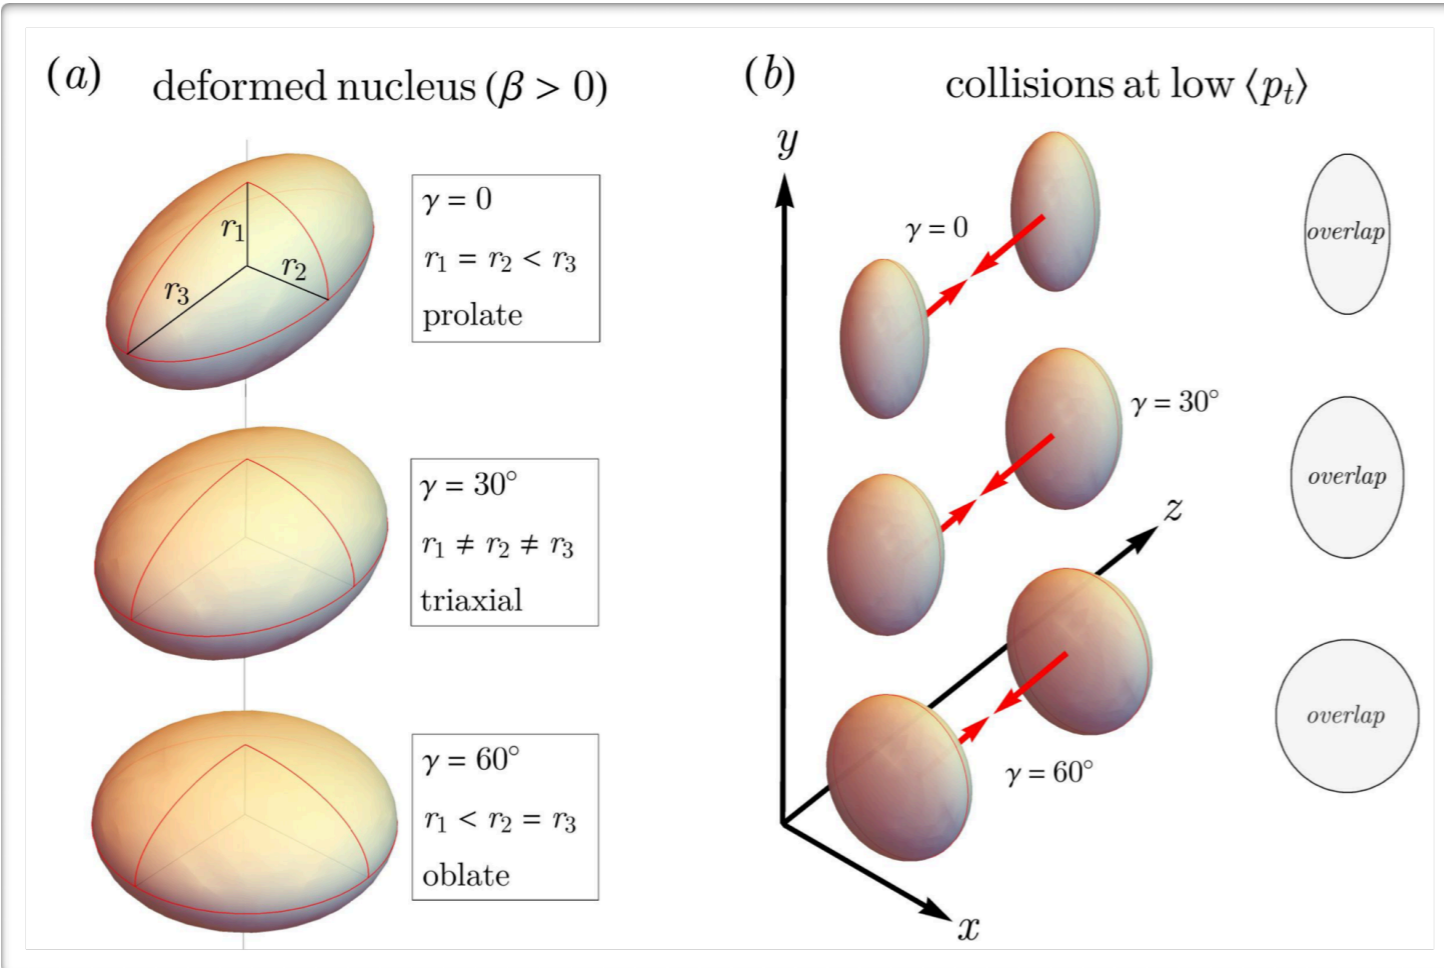 (a) deformed nucleus (β > 0)
r₁
r₂
r₃
γ = 0
r₁ = r₂ < r₃
prolate
γ = 30°
r₁ ≠ r₂ ≠ r₃
triaxial
γ = 60°
r₁ < r₂ = r₃
oblate
(b) collisions at low ⟨pₜ⟩
y
γ = 0
overlap
γ = 30°
overlap
z
overlap
γ = 60°
x